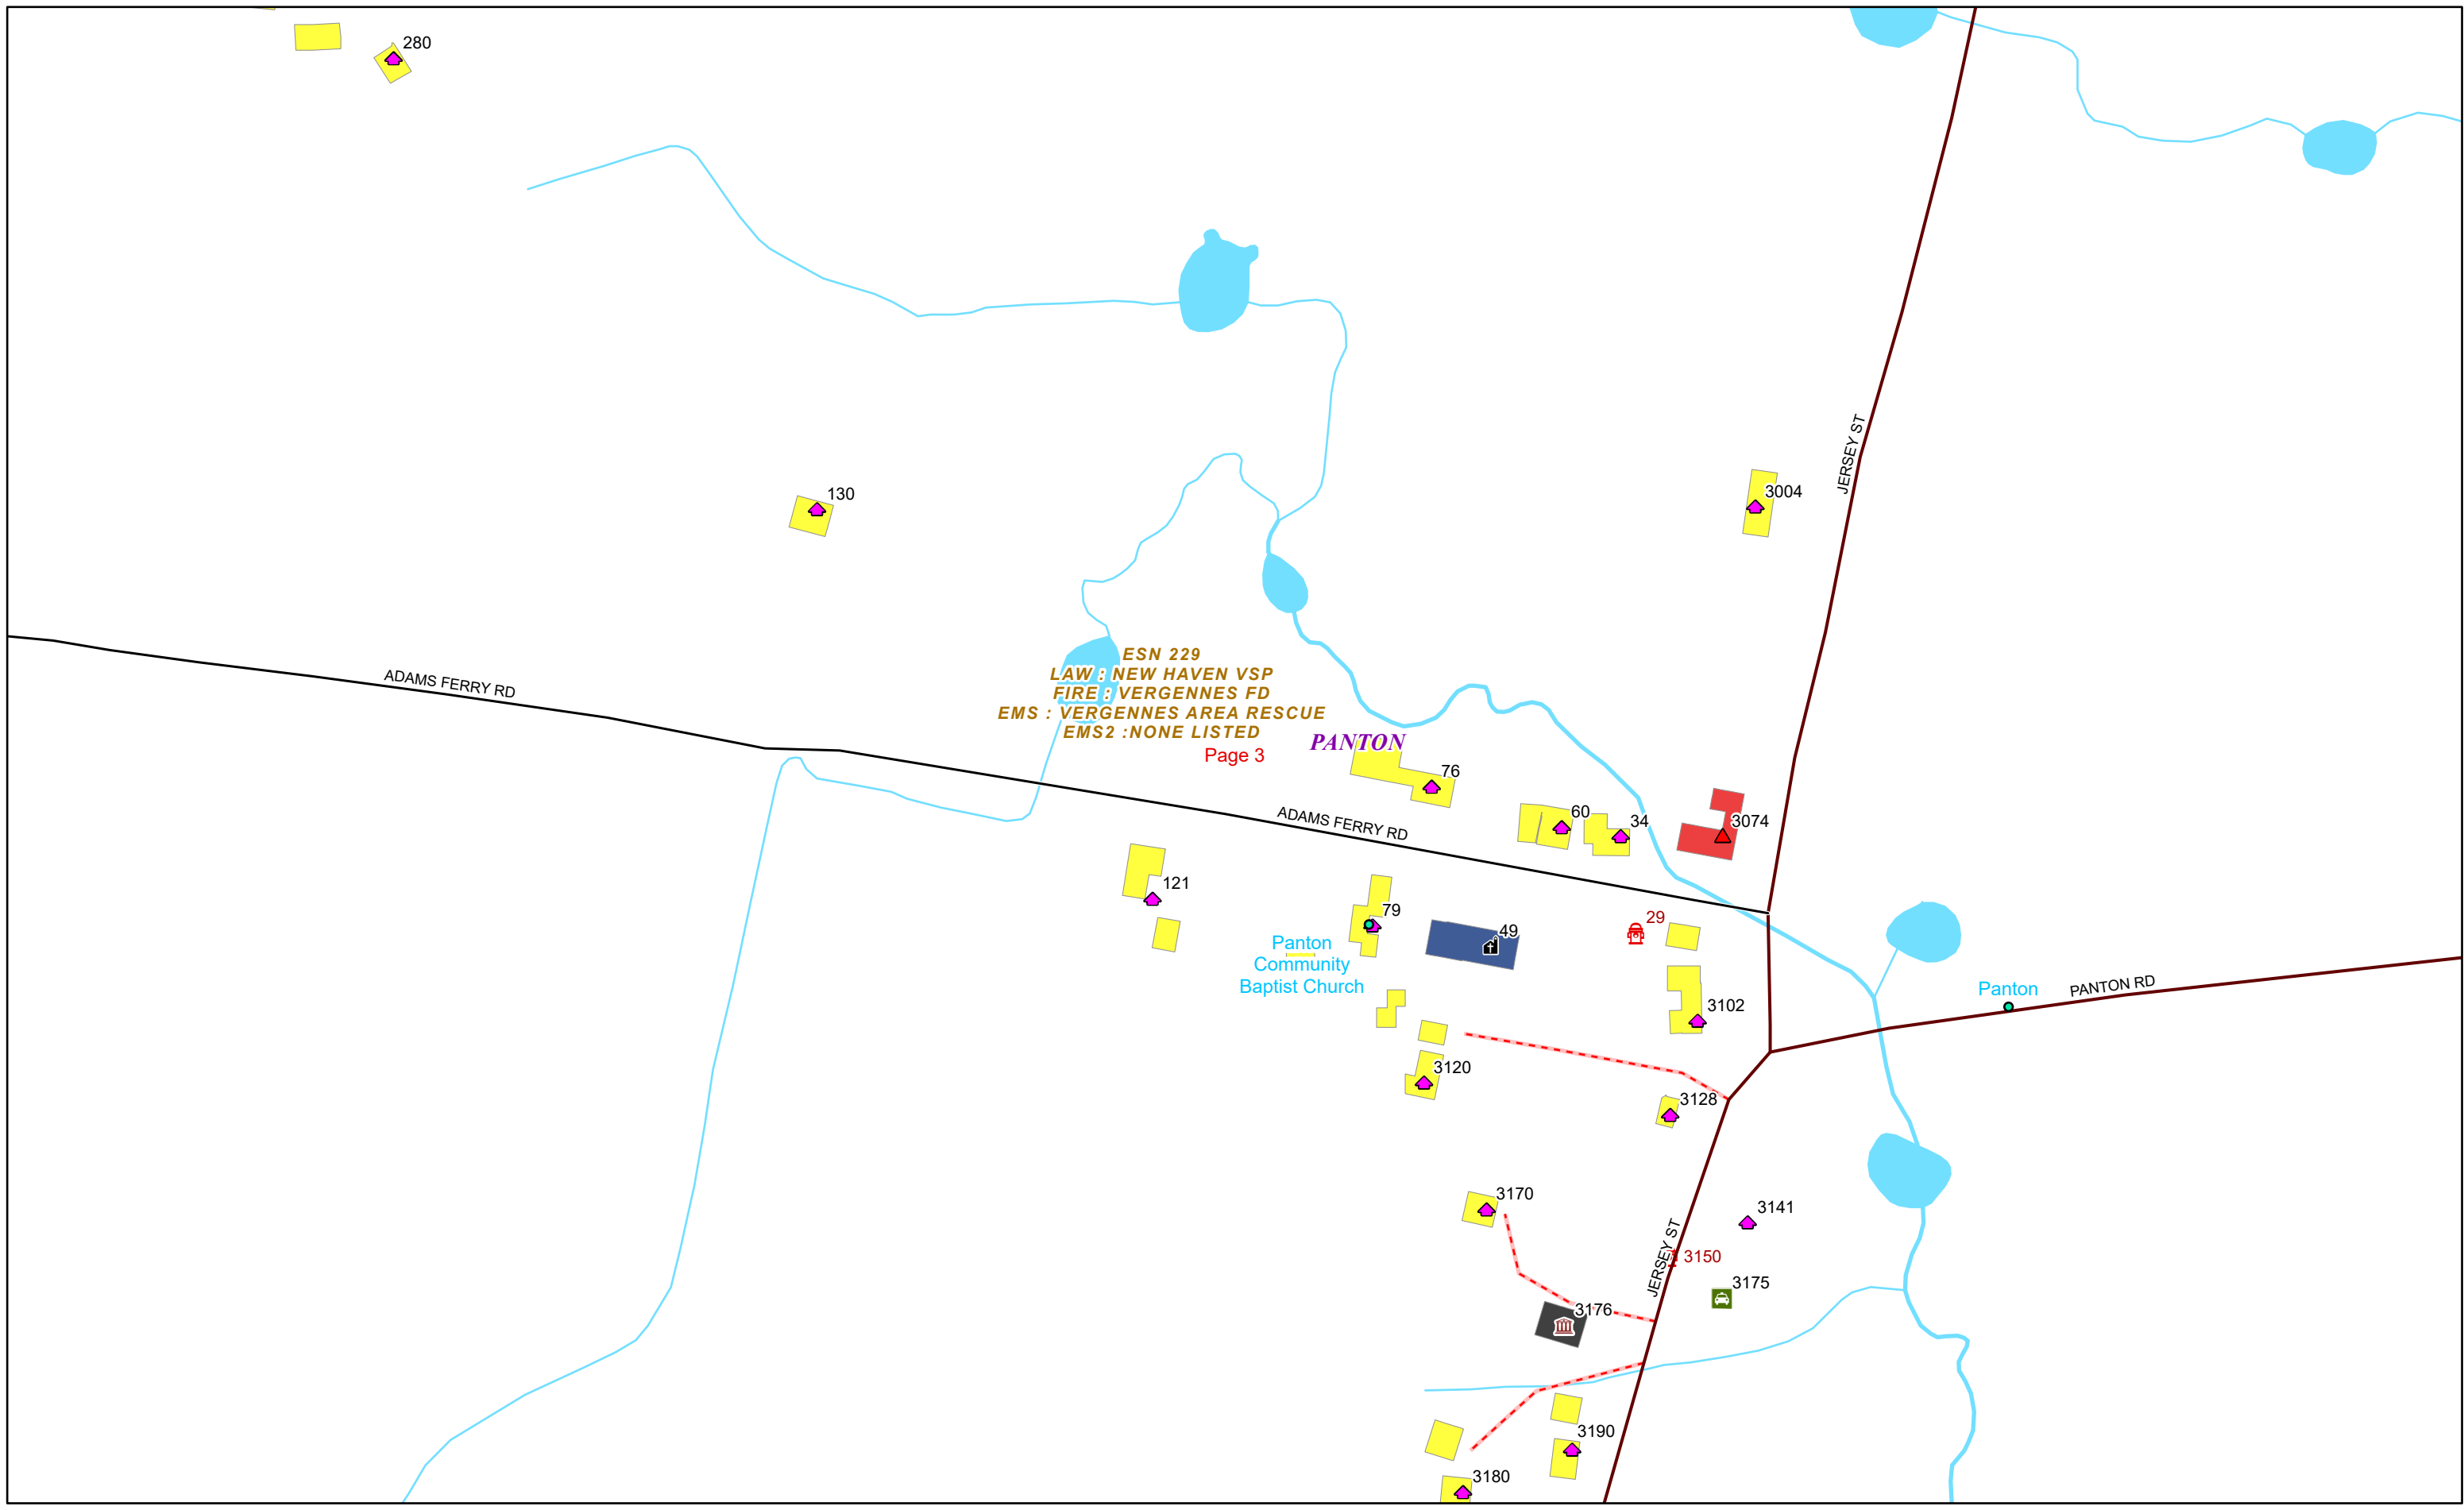 280
130
3004
JERSEY ST
ESN 229
LAW : NEW HAVEN VSP
FIRE : VERGENNES FD
EMS : VERGENNES AREA RESCUE
EMS2 :NONE LISTED
Page 3
PANTON
ADAMS FERRY RD
76
60
34
3074
ADAMS FERRY RD
121
79
49
29
Panton
Community
Baptist Church
3102
Panton
PANTON RD
3120
3128
3170
3141
JERSEY ST
3150
3175
3176
3190
3180